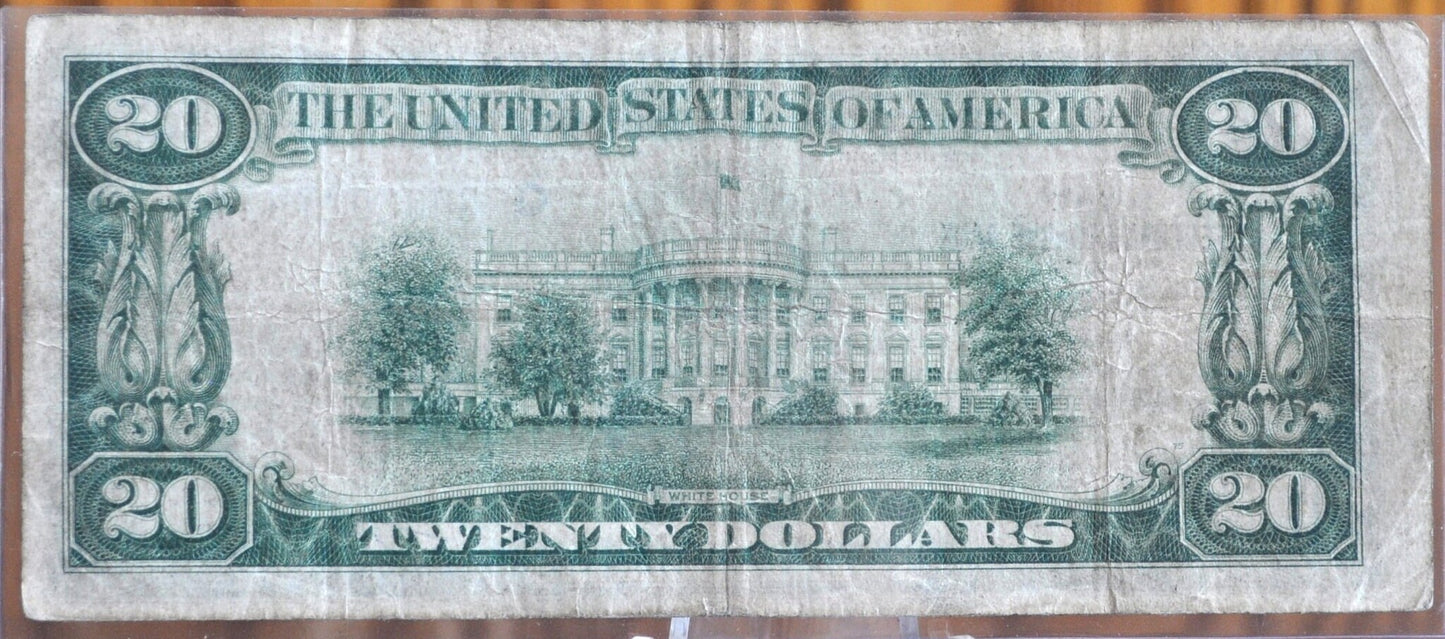 20 THE UNITED STATES OF AMERICA 20
WHITE HOUSE
20 TWENTY DOLLARS 20